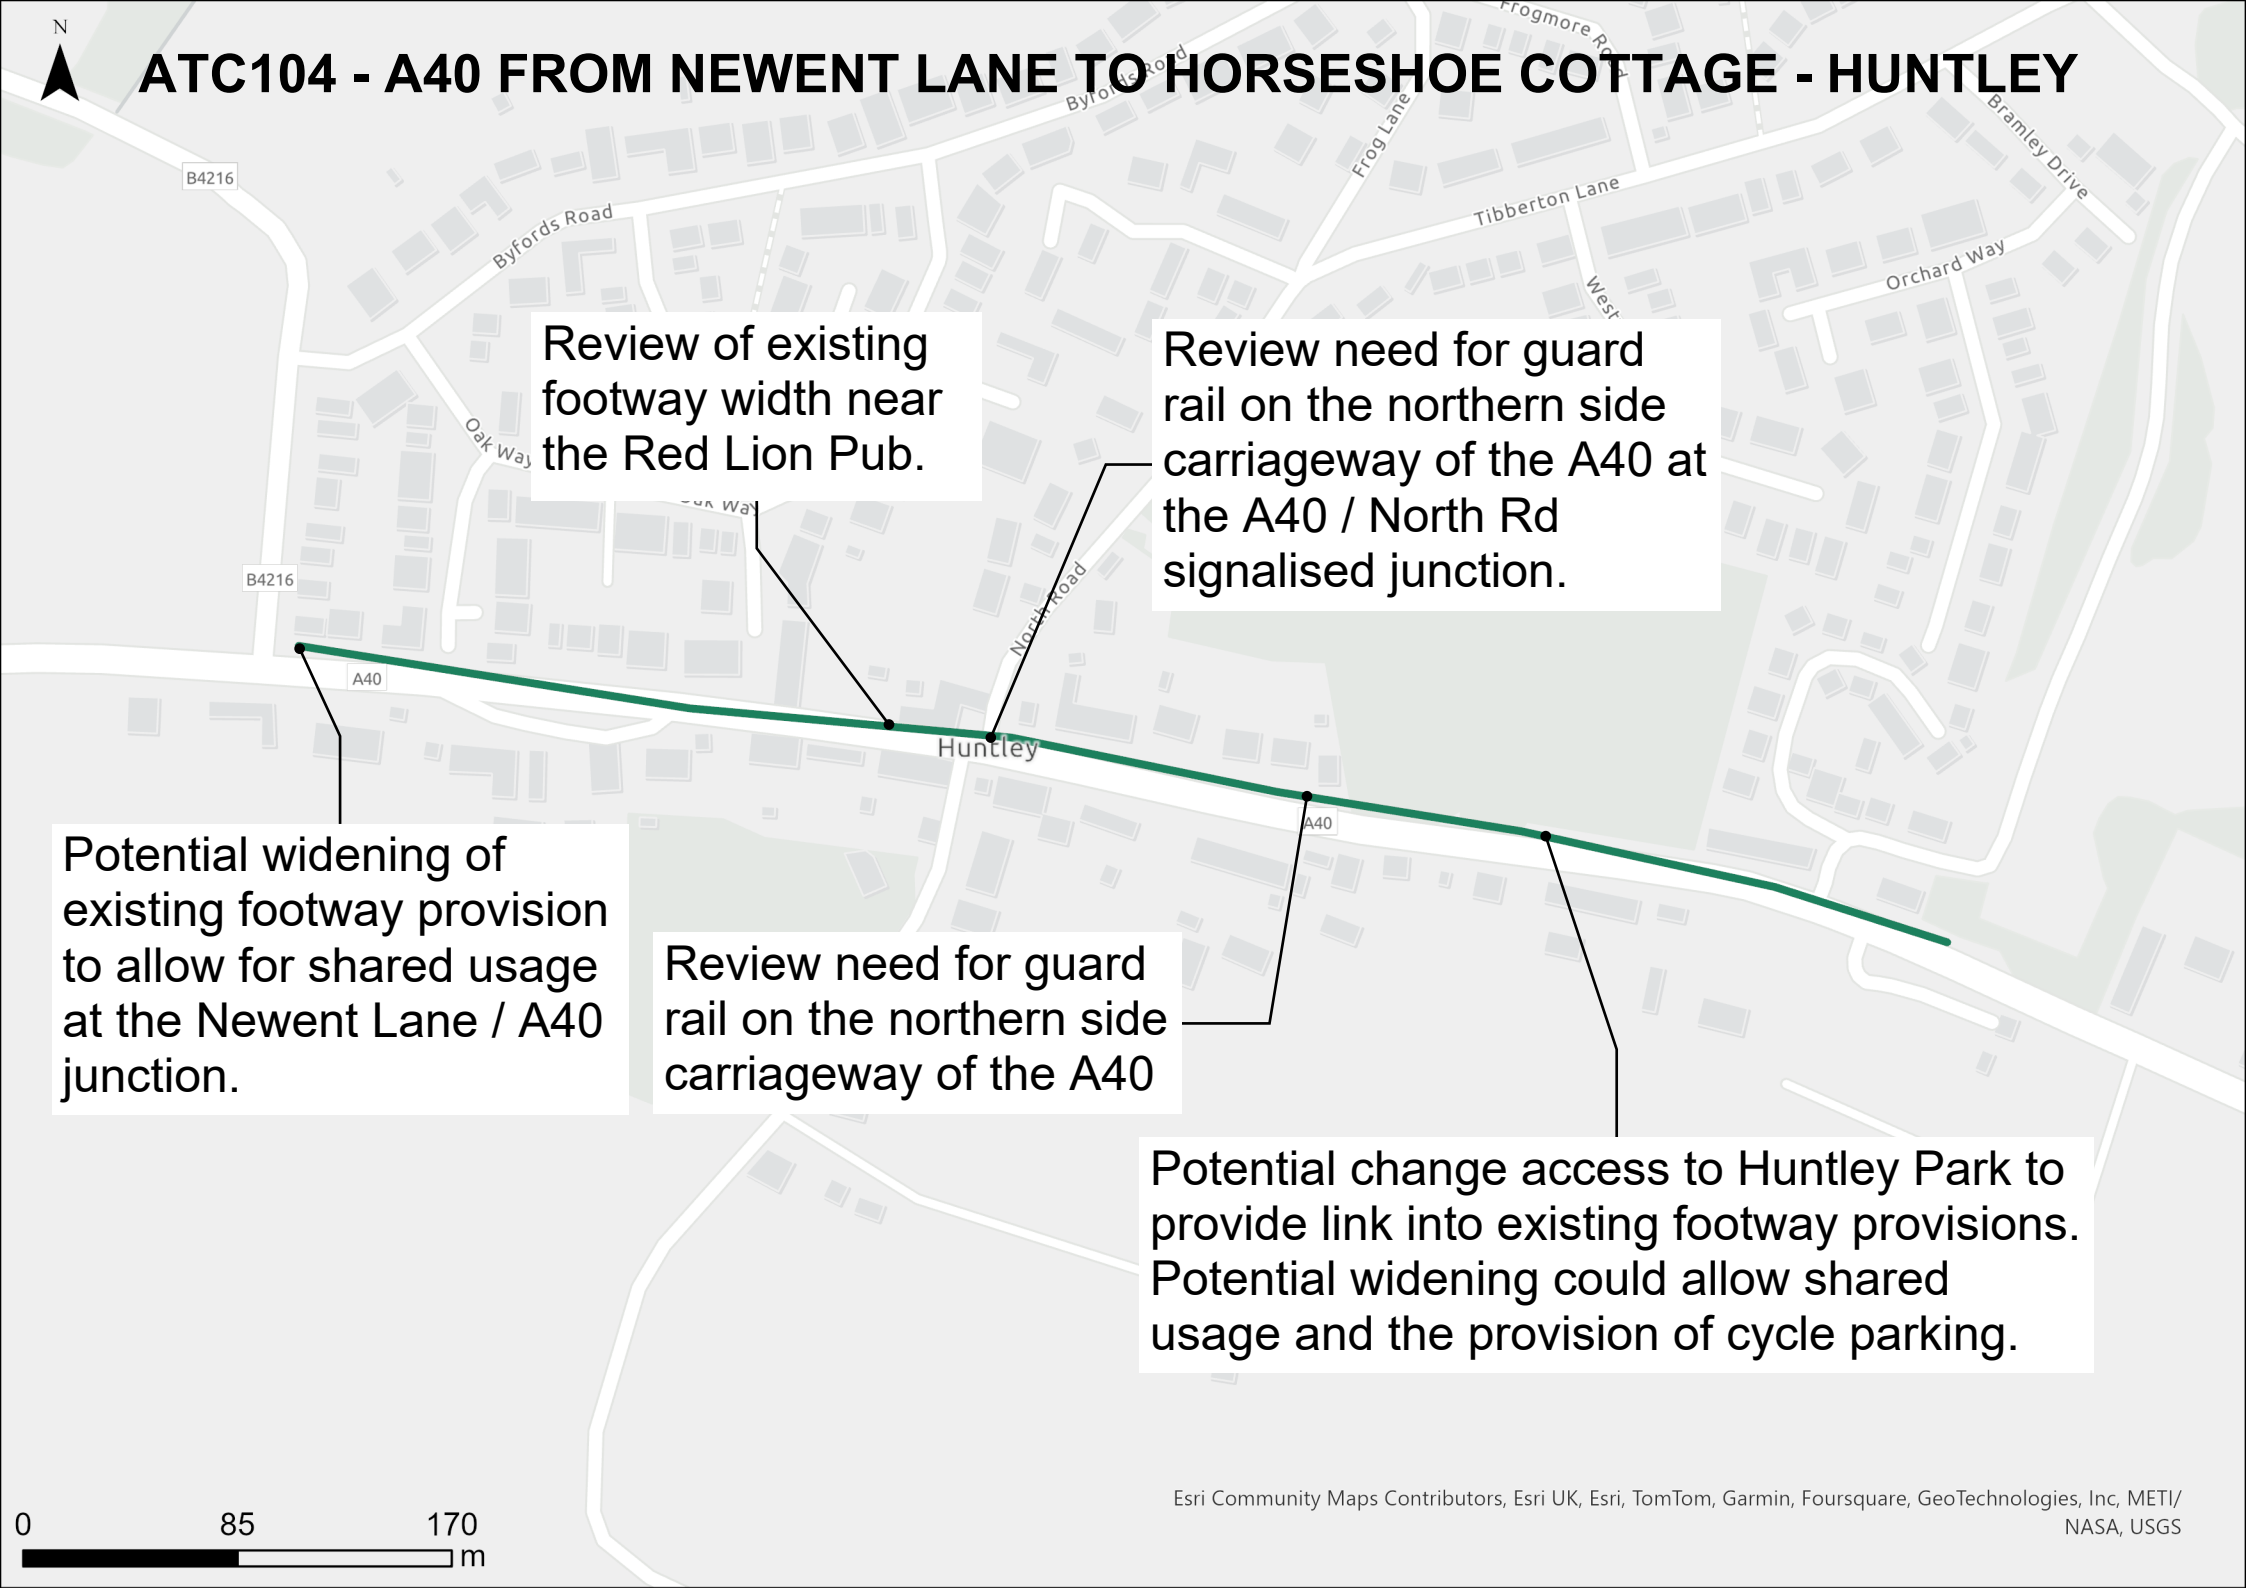 N
ATC104 - A40 FROM NEWENT LANE TO HORSESHOE COTTAGE - HUNTLEY
Frogmore Road
Byfords Road
Frog Lane
Bramley Drive
B4216
Tibberton Lane
Byfords Road
Orchard Way
West
Review of existing
footway width near
the Red Lion Pub.
Review need for guard
rail on the northern side
carriageway of the A40 at
the A40 / North Rd
signalised junction.
Oak Way
Oak Way
B4216
North Road
A40
Huntley
A40
Potential widening of
existing footway provision
to allow for shared usage
at the Newent Lane / A40
junction.
Review need for guard
rail on the northern side
carriageway of the A40
Potential change access to Huntley Park to
provide link into existing footway provisions.
Potential widening could allow shared
usage and the provision of cycle parking.
Esri Community Maps Contributors, Esri UK, Esri, TomTom, Garmin, Foursquare, GeoTechnologies, Inc, METI/
NASA, USGS
0 85 170
m